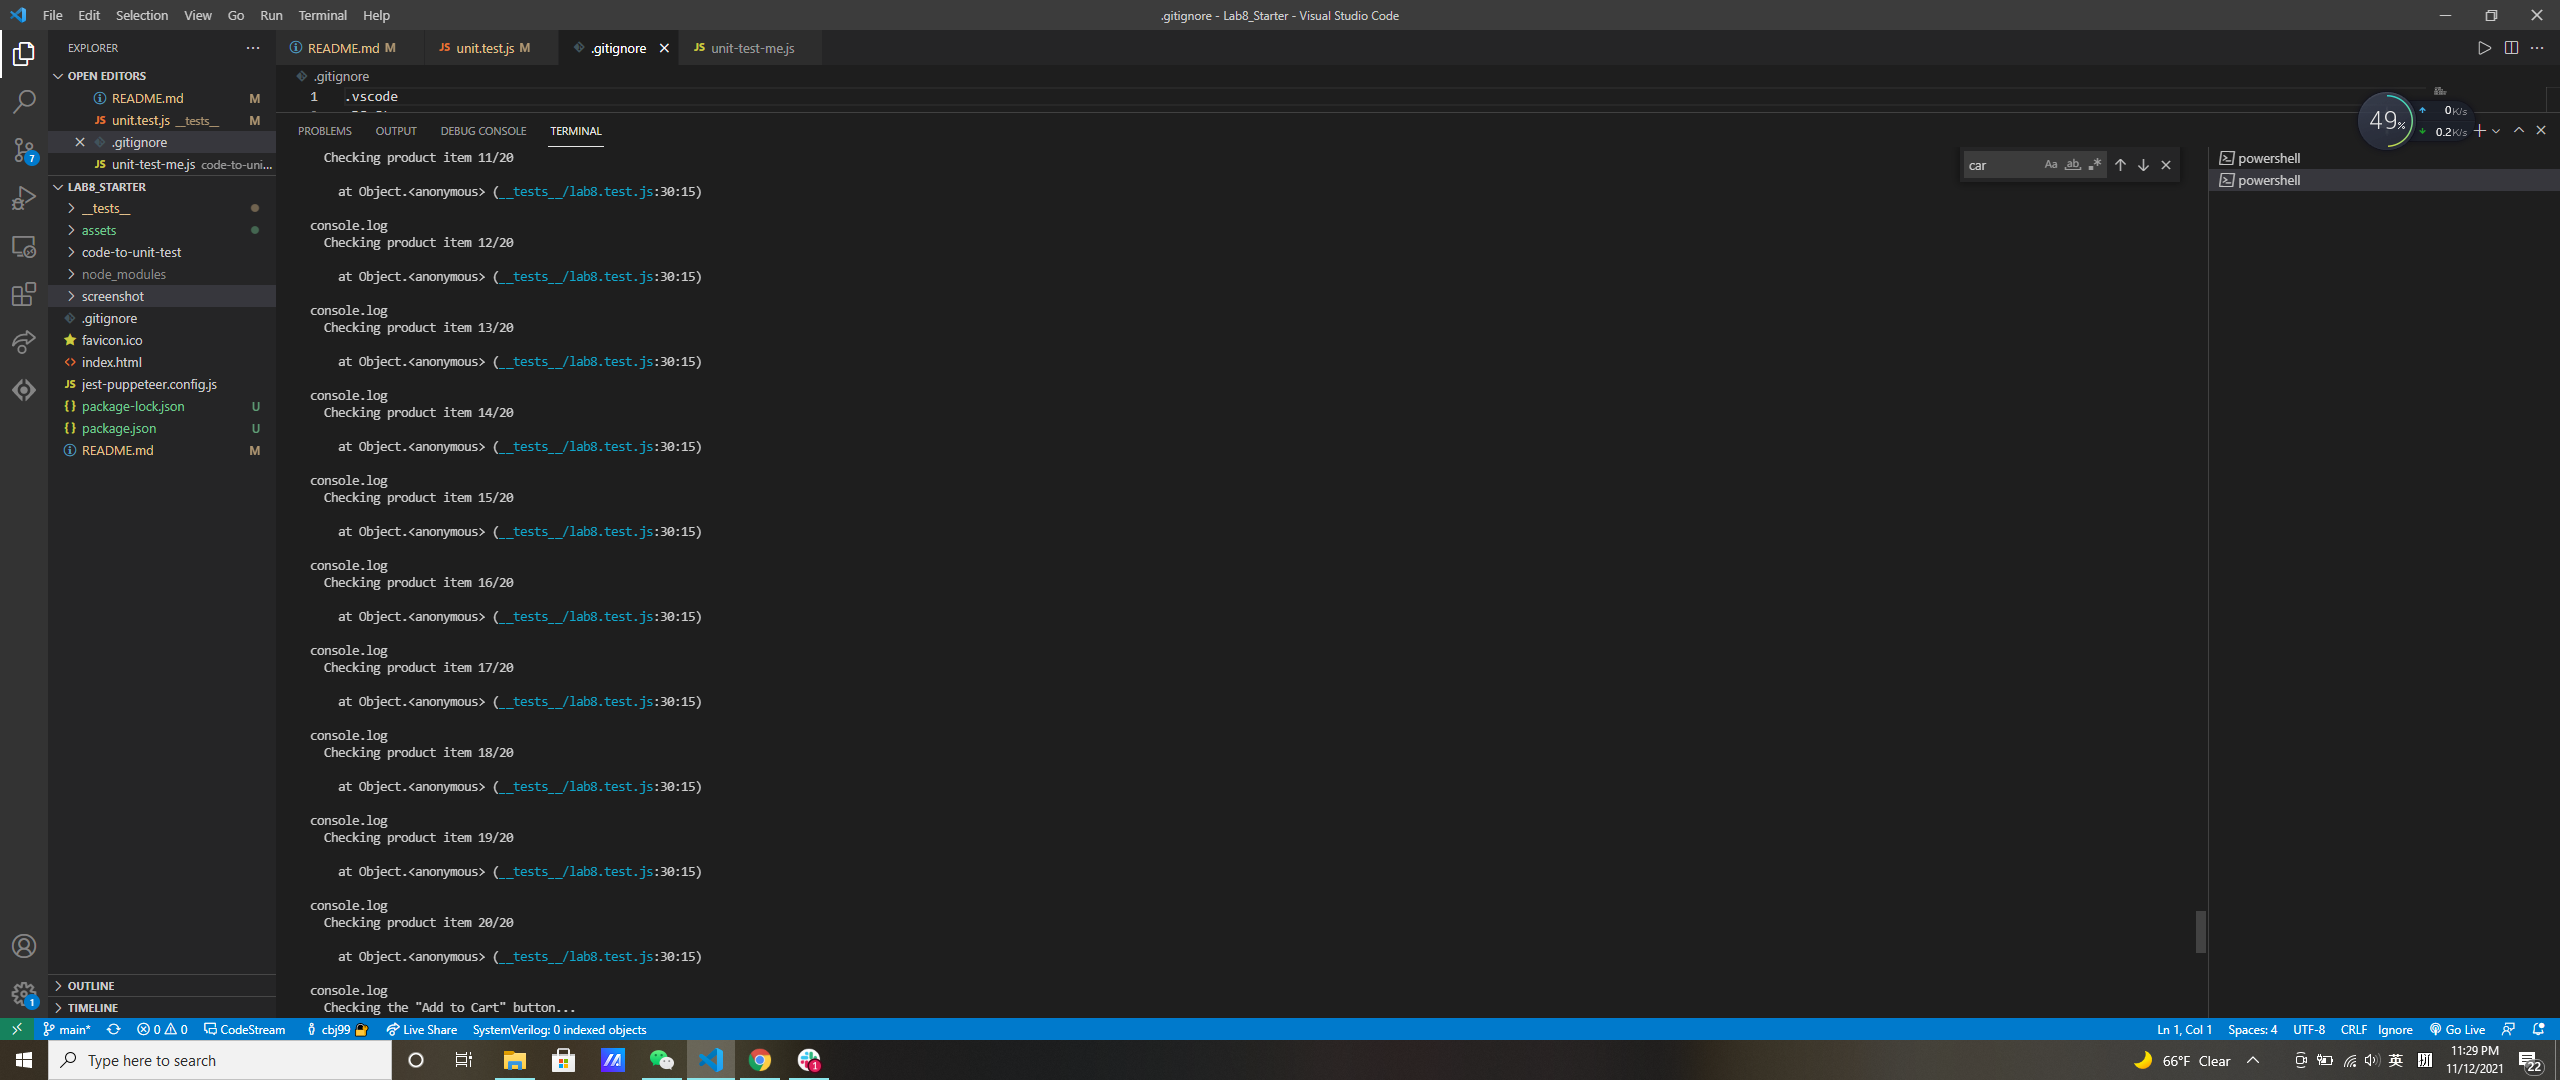 File Edit Selection View Go Run Terminal Help
.gitignore - Lab8_Starter - Visual Studio Code
EXPLORER
OPEN EDITORS
README.md M
unit.test.js __tests__ M
.gitignore
unit-test-me.js code-to-uni...
LAB8_STARTER
__tests__
assets
code-to-unit-test
node_modules
screenshot
.gitignore
favicon.ico
index.html
JS jest-puppeteer.config.js
{} package-lock.json U
{} package.json U
README.md M
OUTLINE
TIMELINE
README.md M
JS unit.test.js M
.gitignore
JS unit-test-me.js
.gitignore
1 .vscode
PROBLEMS OUTPUT DEBUG CONSOLE TERMINAL
49%
0K/s
0.2K/s
car
Aa ab
powershell
powershell
Checking product item 11/20
at Object.<anonymous> (__tests__/lab8.test.js:30:15)
console.log
Checking product item 12/20
at Object.<anonymous> (__tests__/lab8.test.js:30:15)
console.log
Checking product item 13/20
at Object.<anonymous> (__tests__/lab8.test.js:30:15)
console.log
Checking product item 14/20
at Object.<anonymous> (__tests__/lab8.test.js:30:15)
console.log
Checking product item 15/20
at Object.<anonymous> (__tests__/lab8.test.js:30:15)
console.log
Checking product item 16/20
at Object.<anonymous> (__tests__/lab8.test.js:30:15)
console.log
Checking product item 17/20
at Object.<anonymous> (__tests__/lab8.test.js:30:15)
console.log
Checking product item 18/20
at Object.<anonymous> (__tests__/lab8.test.js:30:15)
console.log
Checking product item 19/20
at Object.<anonymous> (__tests__/lab8.test.js:30:15)
console.log
Checking product item 20/20
at Object.<anonymous> (__tests__/lab8.test.js:30:15)
console.log
Checking the "Add to Cart" button...
7
1
main* 0 0 CodeStream cbj99 Live Share SystemVerilog: 0 indexed objects
Ln 1, Col 1 Spaces: 4 UTF-8 CRLF Ignore Go Live
Type here to search
1
66°F Clear
英
拼
11:29 PM
11/12/2021
22